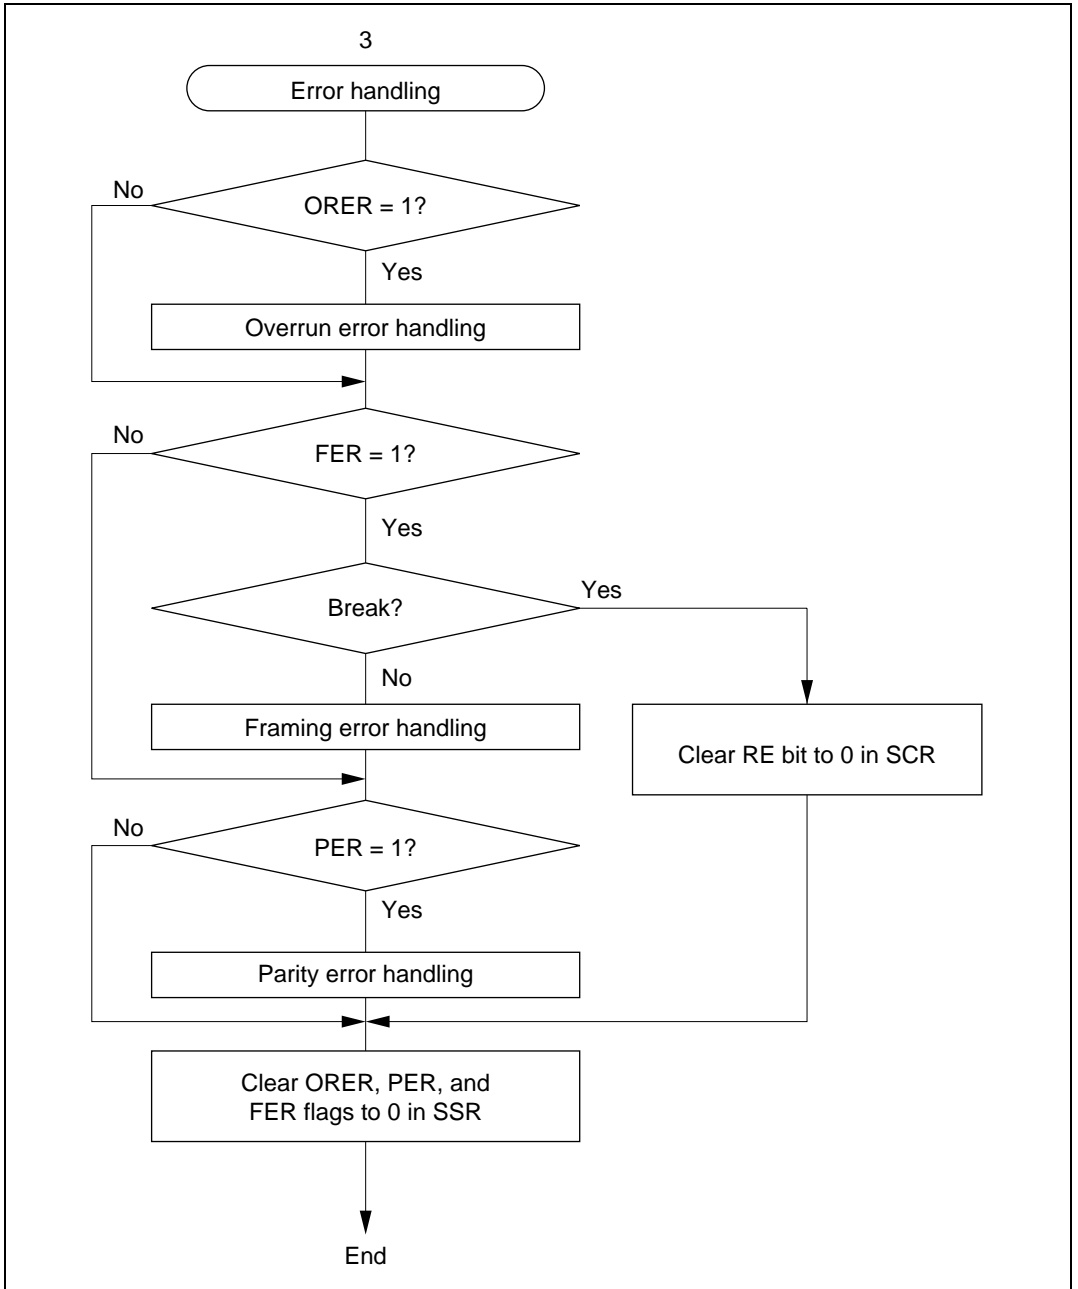 3
Error handling
No
ORER = 1?
Yes
Overrun error handling
No
FER = 1?
Yes
Break?
Yes
No
Framing error handling
Clear RE bit to 0 in SCR
No
PER = 1?
Yes
Parity error handling
Clear ORER, PER, and
FER flags to 0 in SSR
End